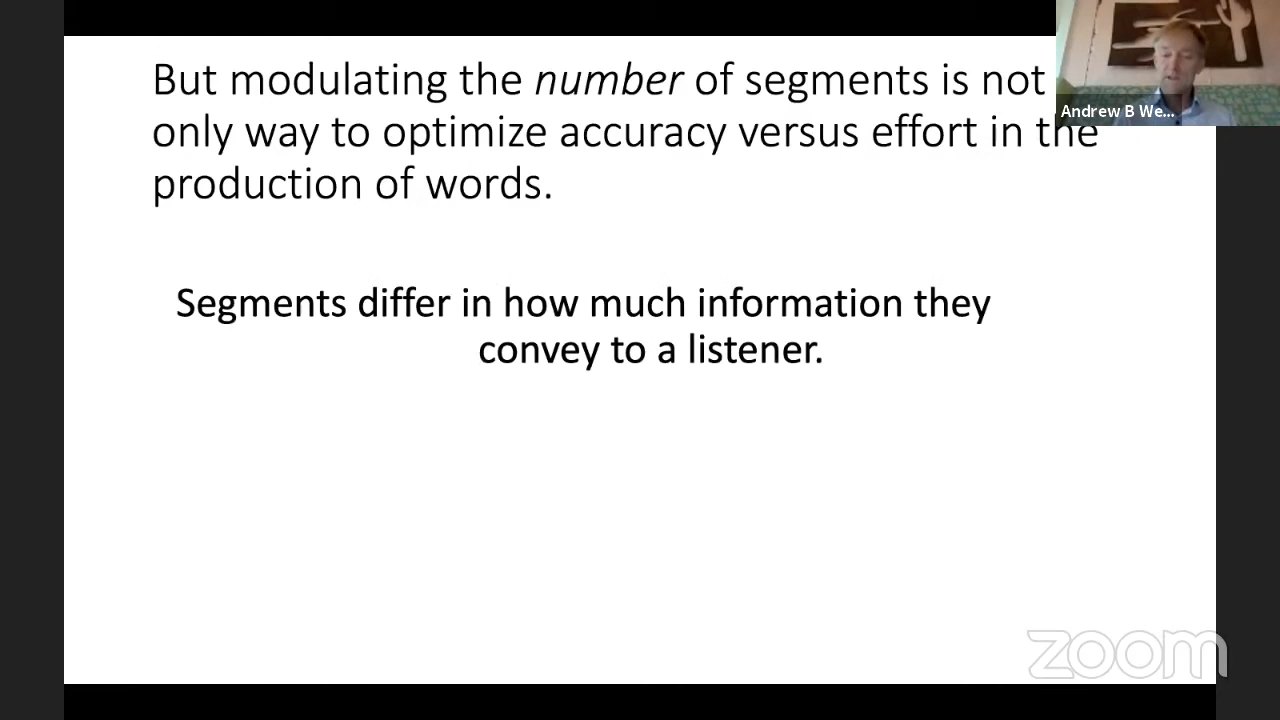 But modulating the number of segments is not
only way to optimize accuracy versus effort in the
production of words.
Andrew B We...
Segments differ in how much information they
convey to a listener.
zoom